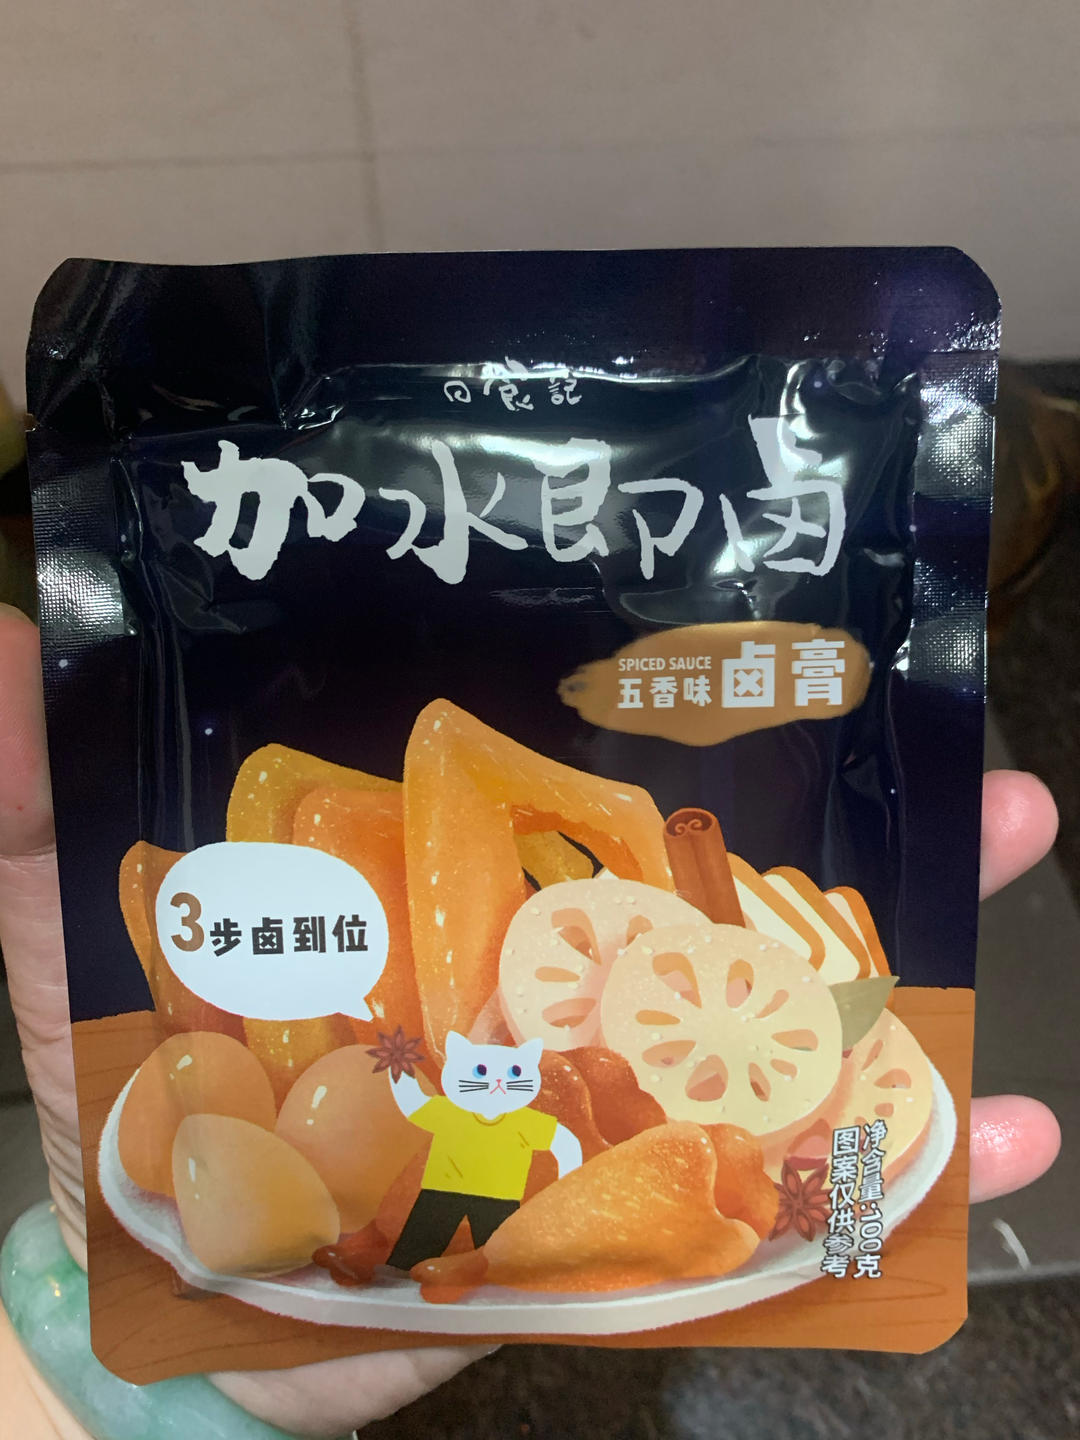 日食記
加水即卤
SPICED SAUCE
五香味
卤膏
3步卤到位
净含量:100克
图案仅供参考